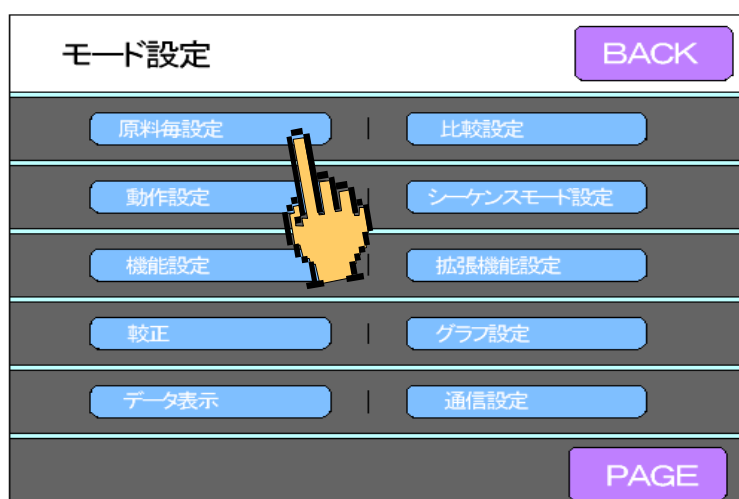 モード設定
BACK
原料毎設定
比較設定
動作設定
シーケンスモード設定
機能設定
拡張機能設定
較正
グラフ設定
データ表示
通信設定
PAGE